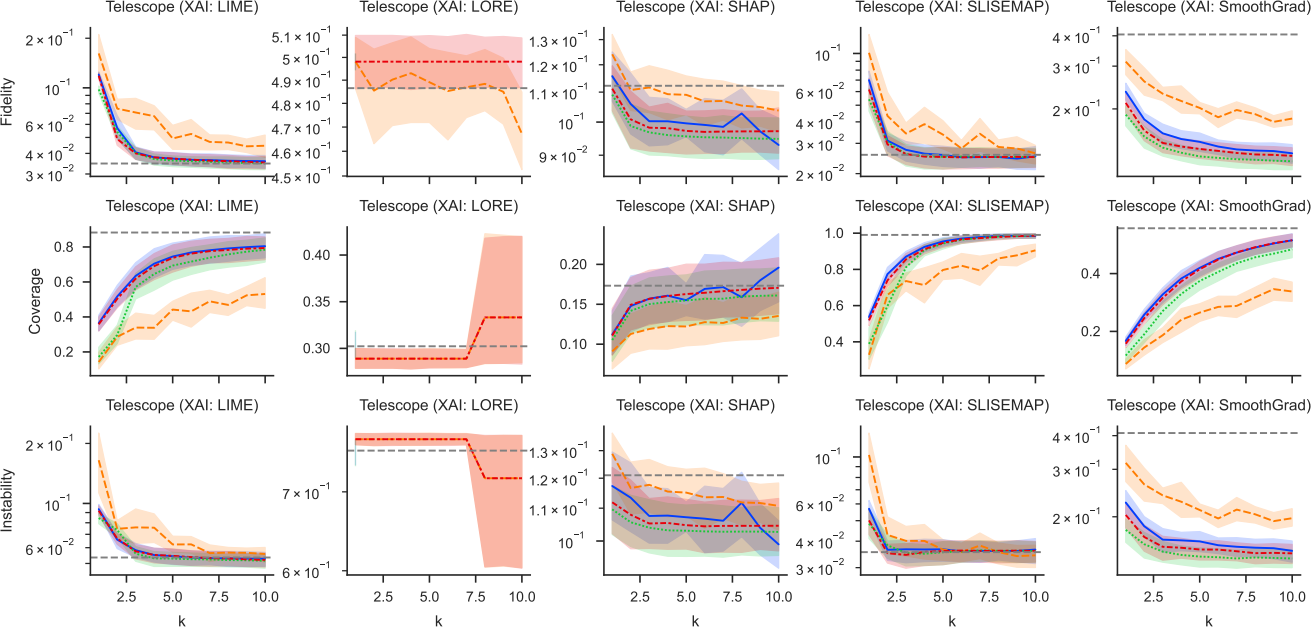 Telescope (XAI: LIME) Telescope (XAI: LORE) Telescope (XAI: SHAP) Telescope (XAI: SLISEMAP) Telescope (XAI: SmoothGrad)
Fidelity
2 × 10⁻¹
10⁻¹
6 × 10⁻²
4 × 10⁻²
3 × 10⁻²
5.1 × 10⁻¹
5 × 10⁻¹
4.9 × 10⁻¹
4.8 × 10⁻¹
4.7 × 10⁻¹
4.6 × 10⁻¹
4.5 × 10⁻¹
1.3 × 10⁻¹
1.2 × 10⁻¹
1.1 × 10⁻¹
10⁻¹
9 × 10⁻²
10⁻¹
6 × 10⁻²
4 × 10⁻²
3 × 10⁻²
2 × 10⁻²
4 × 10⁻¹
3 × 10⁻¹
2 × 10⁻¹
Telescope (XAI: LIME) Telescope (XAI: LORE) Telescope (XAI: SHAP) Telescope (XAI: SLISEMAP) Telescope (XAI: SmoothGrad)
Coverage
0.8
0.6
0.4
0.2
0.40
0.35
0.30
0.20
0.15
0.10
1.0
0.8
0.6
0.4
0.4
0.2
Telescope (XAI: LIME) Telescope (XAI: LORE) Telescope (XAI: SHAP) Telescope (XAI: SLISEMAP) Telescope (XAI: SmoothGrad)
Instability
2 × 10⁻¹
10⁻¹
6 × 10⁻²
7 × 10⁻¹
6 × 10⁻¹
1.3 × 10⁻¹
1.2 × 10⁻¹
1.1 × 10⁻¹
10⁻¹
10⁻¹
6 × 10⁻²
4 × 10⁻²
3 × 10⁻²
4 × 10⁻¹
3 × 10⁻¹
2 × 10⁻¹
2.5 5.0 7.5 10.0 2.5 5.0 7.5 10.0 2.5 5.0 7.5 10.0 2.5 5.0 7.5 10.0 2.5 5.0 7.5 10.0
k k k k k